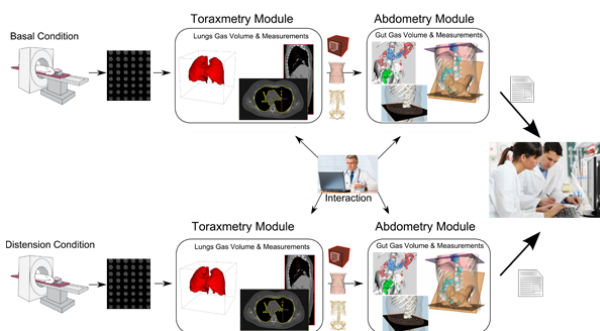 Toraxmetry Module
Abdometry Module
Basal Condition
Lungs Gas Volume & Measurements
Gut Gas Volume & Measurements
Interaction
Toraxmetry Module
Abdometry Module
Distension Condition
Lungs Gas Volume & Measurements
Gut Gas Volume & Measurements